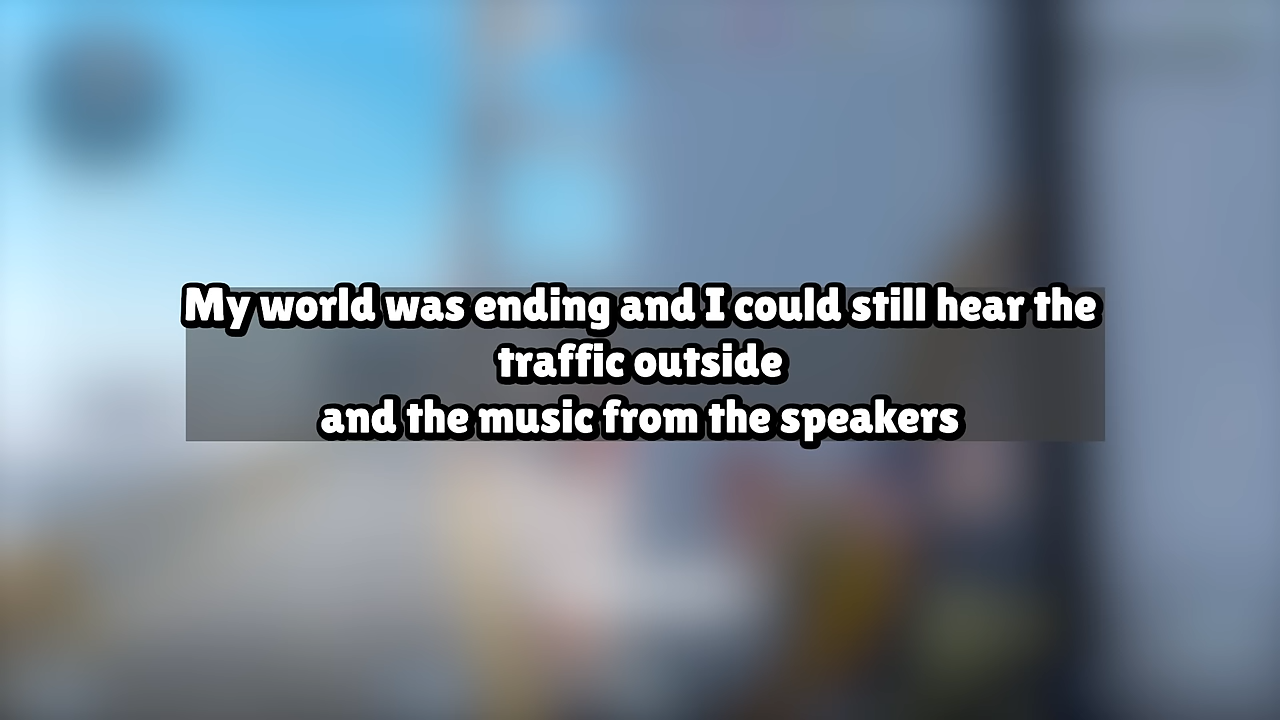 My world was ending and I could still hear the
traffic outside
and the music from the speakers